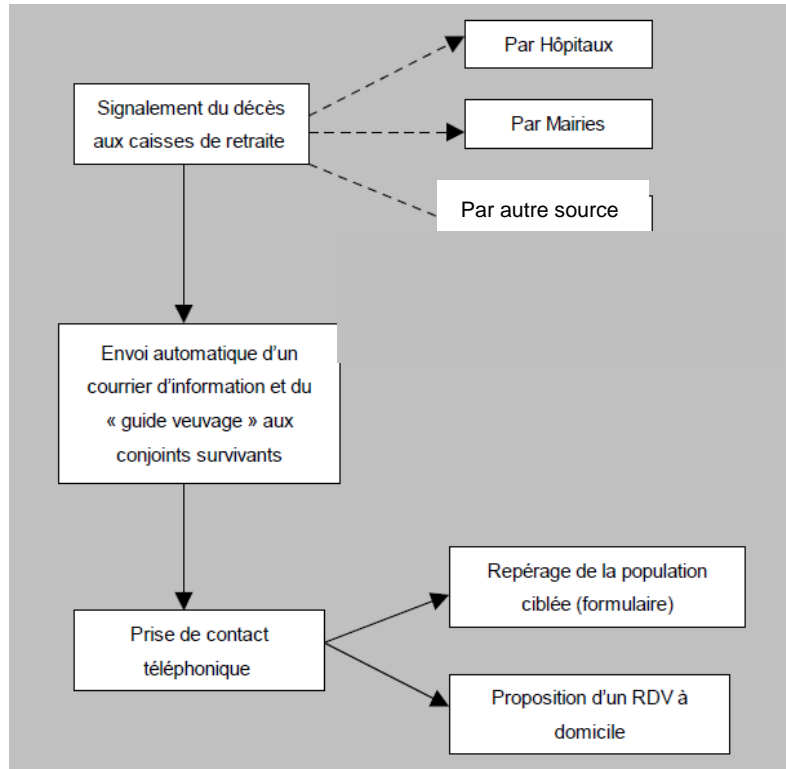 Par Hôpitaux
Signalement du décès
aux caisses de retraite
Par Mairies
Par autre source
Envoi automatique d'un
courrier d'information et du
« guide veuvage » aux
conjoints survivants
Repérage de la population
ciblée (formulaire)
Prise de contact
téléphonique
Proposition d'un RDV à
domicile